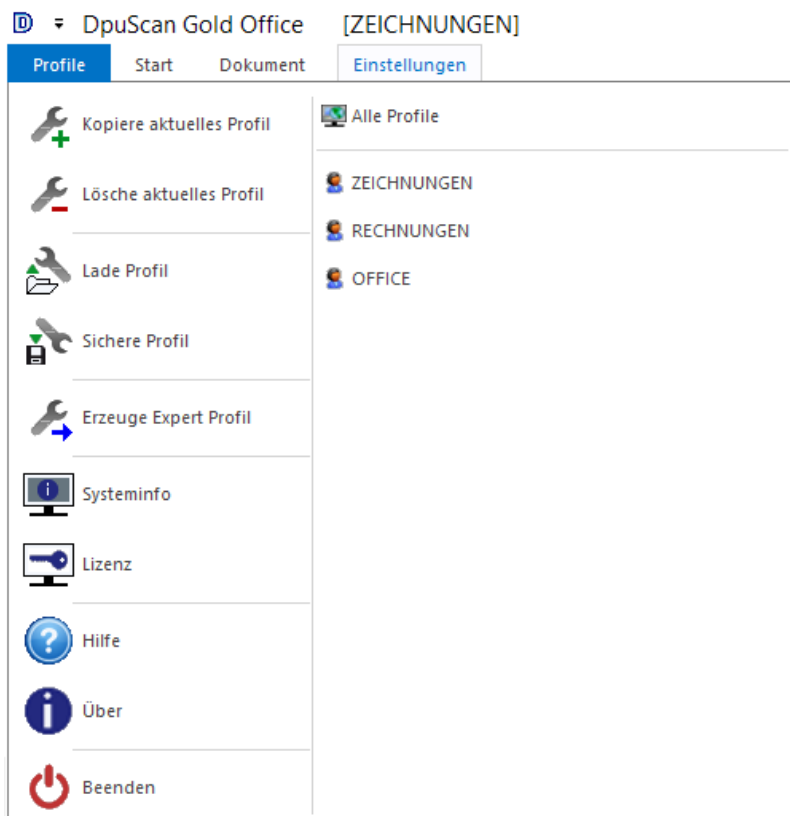 DpuScan Gold Office [ZEICHNUNGEN]
Profile Start Dokument Einstellungen
Kopiere aktuelles Profil
Lösche aktuelles Profil
Lade Profil
Sichere Profil
Erzeuge Expert Profil
Systeminfo
Lizenz
Hilfe
Über
Beenden
Alle Profile
ZEICHNUNGEN
RECHNUNGEN
OFFICE